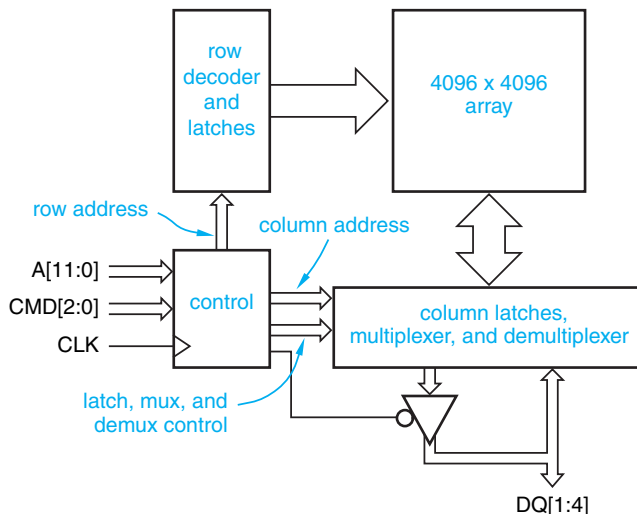 row
decoder
and
latches
4096 x 4096
array
row address
column address
A[11:0]
CMD[2:0]
CLK
control
column latches,
multiplexer, and demultiplexer
latch, mux, and
demux control
DQ[1:4]